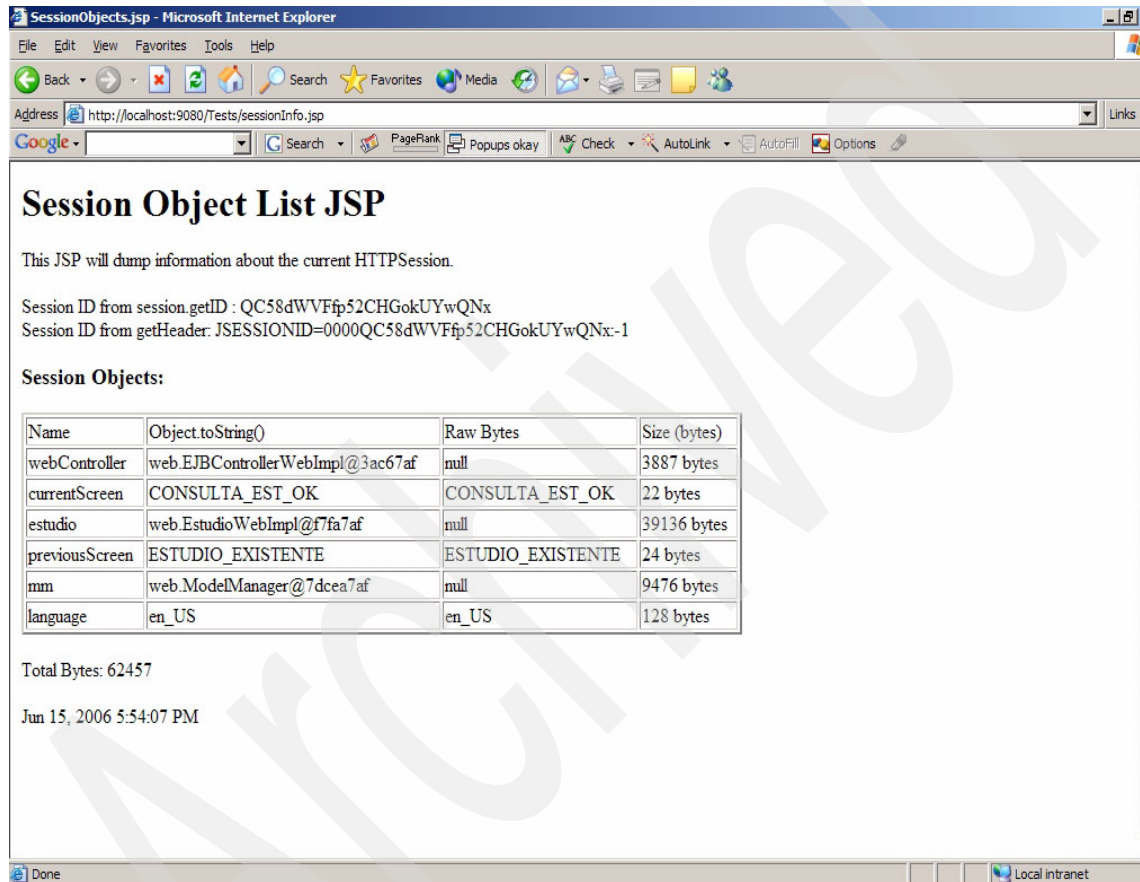 SessionObjects.jsp - Microsoft Internet Explorer
File Edit View Favorites Tools Help
Back Search Favorites Media
Address http://localhost:9080/Tests/sessionInfo.jsp Links
Google Search PageRank Popups okay ABC Check AutoLink AutoFill Options
Session Object List JSP
This JSP will dump information about the current HTTPSession.
Session ID from session.getID : QC58dWVFfp52CHGokUYwQNx
Session ID from getHeader: JSESSIONID=0000QC58dWVFfp52CHGokUYwQNx:-1
Session Objects:
Name Object.toString() Raw Bytes Size (bytes)
webController web.EJBControllerWebImpl@3ac67af null 3887 bytes
currentScreen CONSULTA_EST_OK CONSULTA_EST_OK 22 bytes
estudio web.EstudioWebImpl@f7fa7af null 39136 bytes
previousScreen ESTUDIO_EXISTENTE ESTUDIO_EXISTENTE 24 bytes
mm web.ModelManager@7dcea7af null 9476 bytes
language en_US en_US 128 bytes
Total Bytes: 62457
Jun 15, 2006 5:54:07 PM
Done Local intranet
Archived